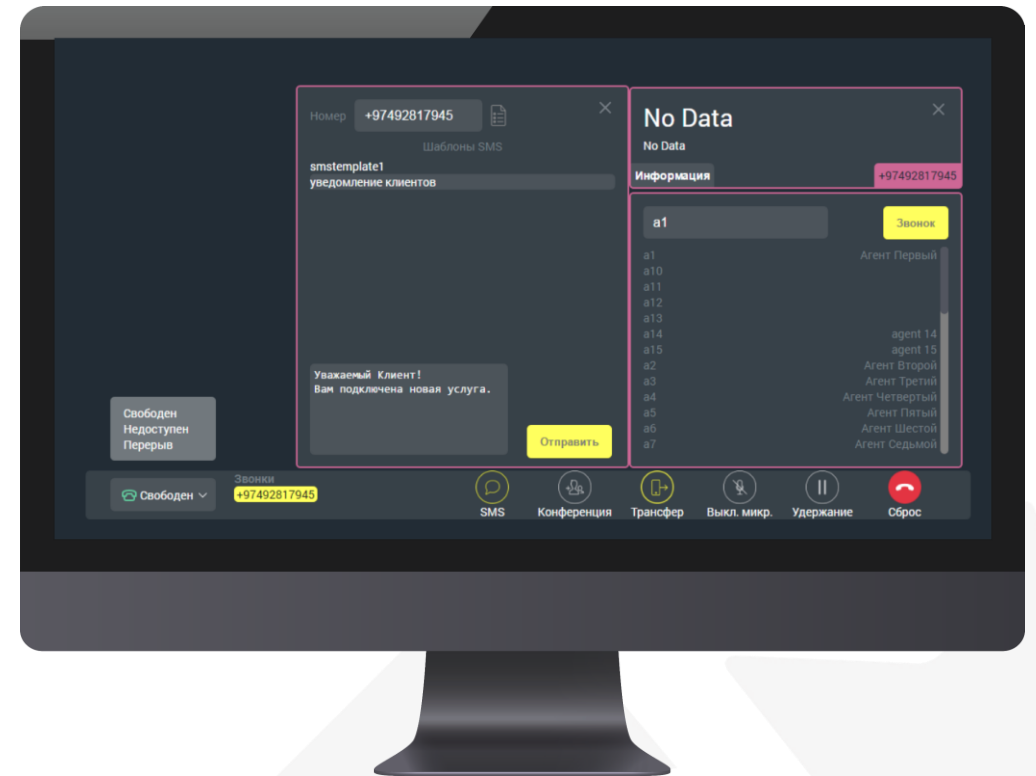 Номер +97492817945
Шаблоны SMS
smstemplate1
уведомление клиентов
Уважаемый Клиент!
Вам подключена новая услуга.
Отправить
No Data
No Data
Информация +97492817945
a1 Звонок
a1 Агент Первый
a10
a11
a12
a13
a14 agent 14
a15 agent 15
a2 Агент Второй
a3 Агент Третий
a4 Агент Четвертый
a5 Агент Пятый
a6 Агент Шестой
a7 Агент Седьмой
Свободен
Недоступен
Перерыв
Свободен
Звонки
+97492817945
SMS Конференция Трансфер Выкл. микр. Удержание Сброс